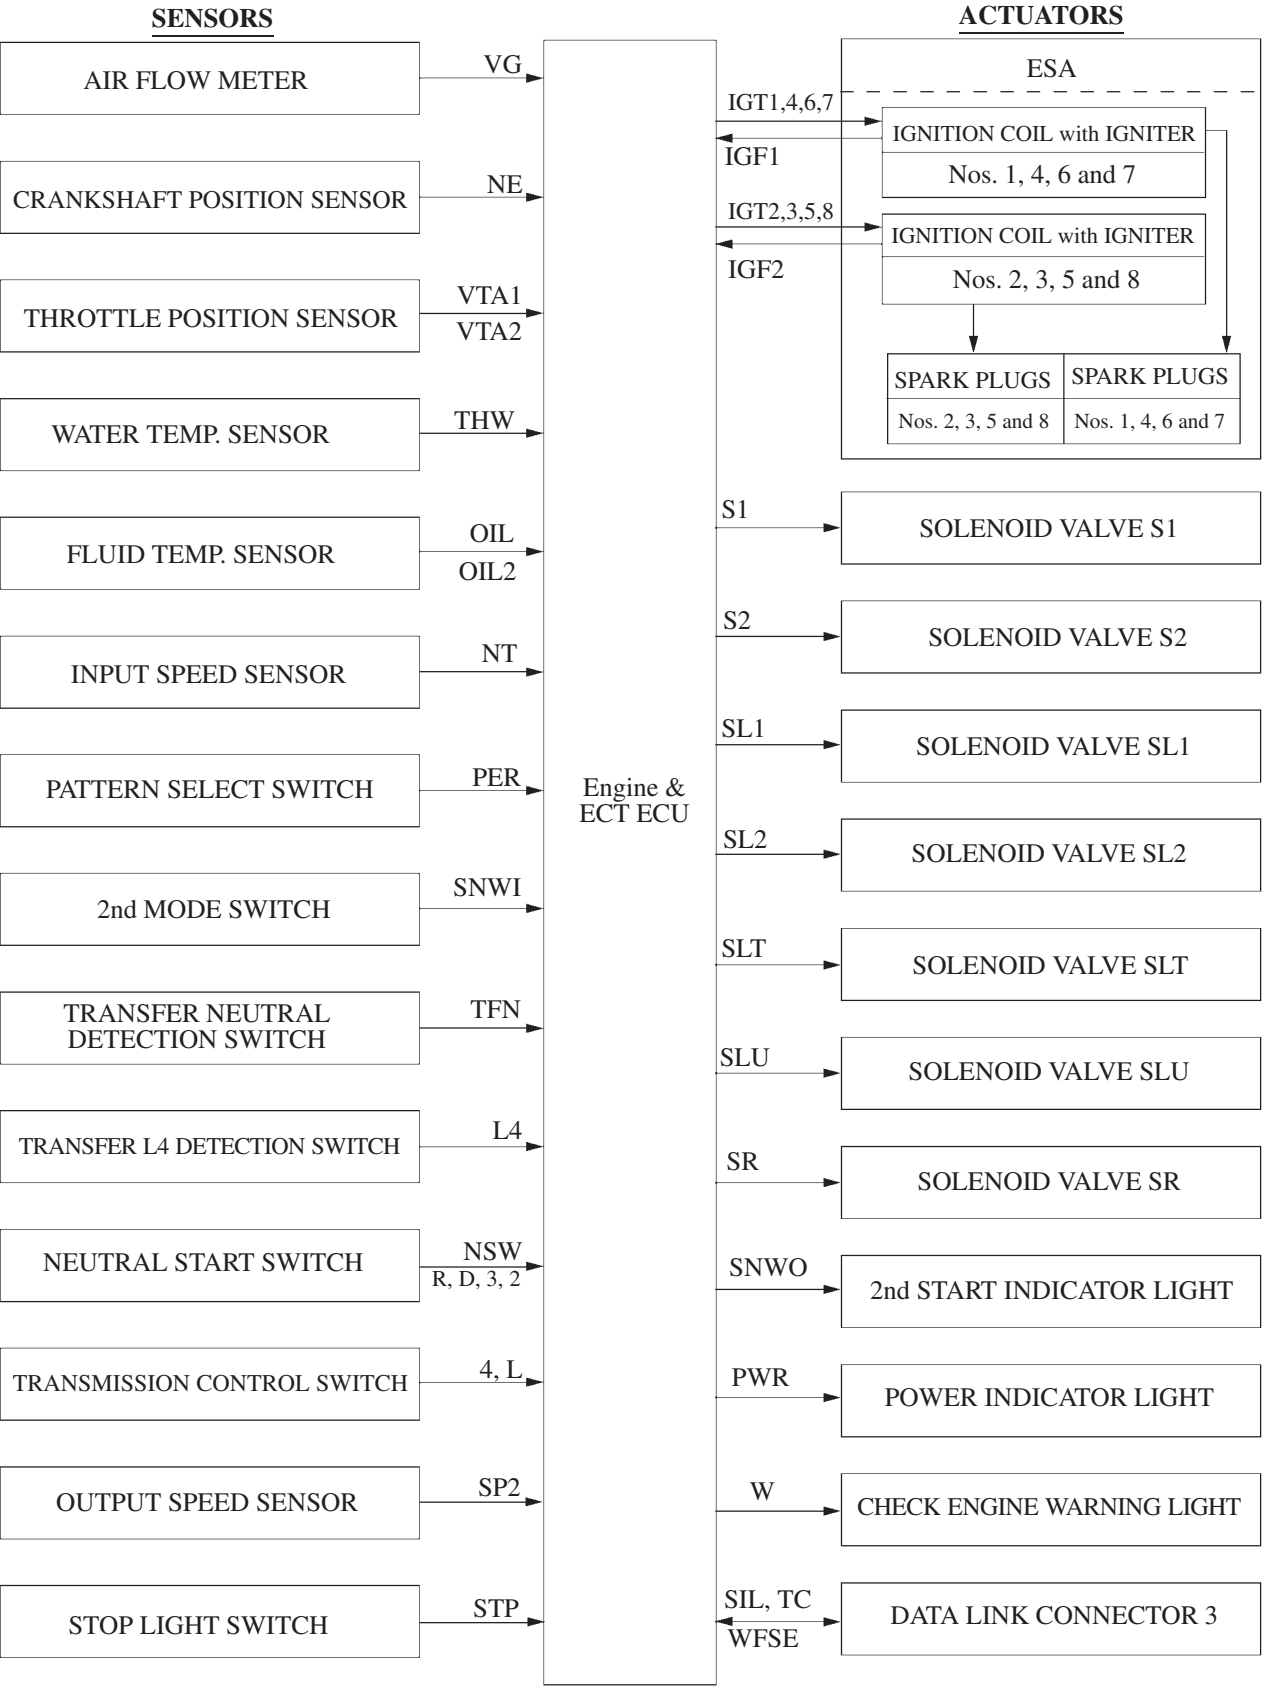 SENSORS
AIR FLOW METER
VG
CRANKSHAFT POSITION SENSOR
NE
THROTTLE POSITION SENSOR
VTA1
VTA2
WATER TEMP. SENSOR
THW
FLUID TEMP. SENSOR
OIL
OIL2
INPUT SPEED SENSOR
NT
PATTERN SELECT SWITCH
PER
2nd MODE SWITCH
SNWI
TRANSFER NEUTRAL
DETECTION SWITCH
TFN
TRANSFER L4 DETECTION SWITCH
L4
NEUTRAL START SWITCH
NSW
R, D, 3, 2
TRANSMISSION CONTROL SWITCH
4, L
OUTPUT SPEED SENSOR
SP2
STOP LIGHT SWITCH
STP
Engine &
ECT ECU
ACTUATORS
ESA
IGT1,4,6,7
IGF1
IGNITION COIL with IGNITER
Nos. 1, 4, 6 and 7
IGT2,3,5,8
IGF2
IGNITION COIL with IGNITER
Nos. 2, 3, 5 and 8
SPARK PLUGS
Nos. 2, 3, 5 and 8
SPARK PLUGS
Nos. 1, 4, 6 and 7
S1
SOLENOID VALVE S1
S2
SOLENOID VALVE S2
SL1
SOLENOID VALVE SL1
SL2
SOLENOID VALVE SL2
SLT
SOLENOID VALVE SLT
SLU
SOLENOID VALVE SLU
SR
SOLENOID VALVE SR
SNWO
2nd START INDICATOR LIGHT
PWR
POWER INDICATOR LIGHT
W
CHECK ENGINE WARNING LIGHT
SIL, TC
WFSE
DATA LINK CONNECTOR 3